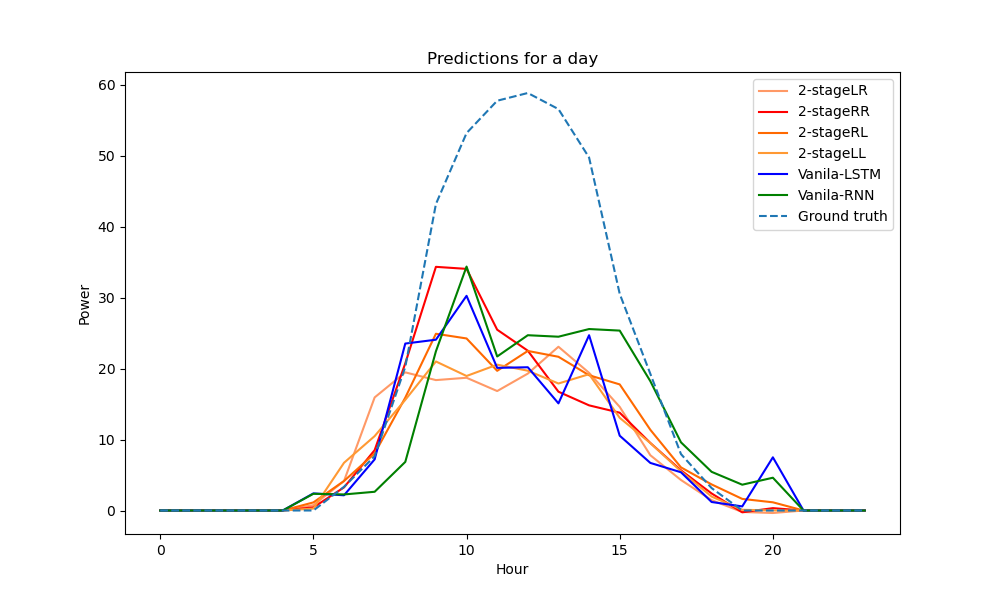 Predictions for a day
60
50
40
30
20
10
0
Power
0 5 10 15 20
Hour
2-stageLR
2-stageRR
2-stageRL
2-stageLL
Vanila-LSTM
Vanila-RNN
Ground truth